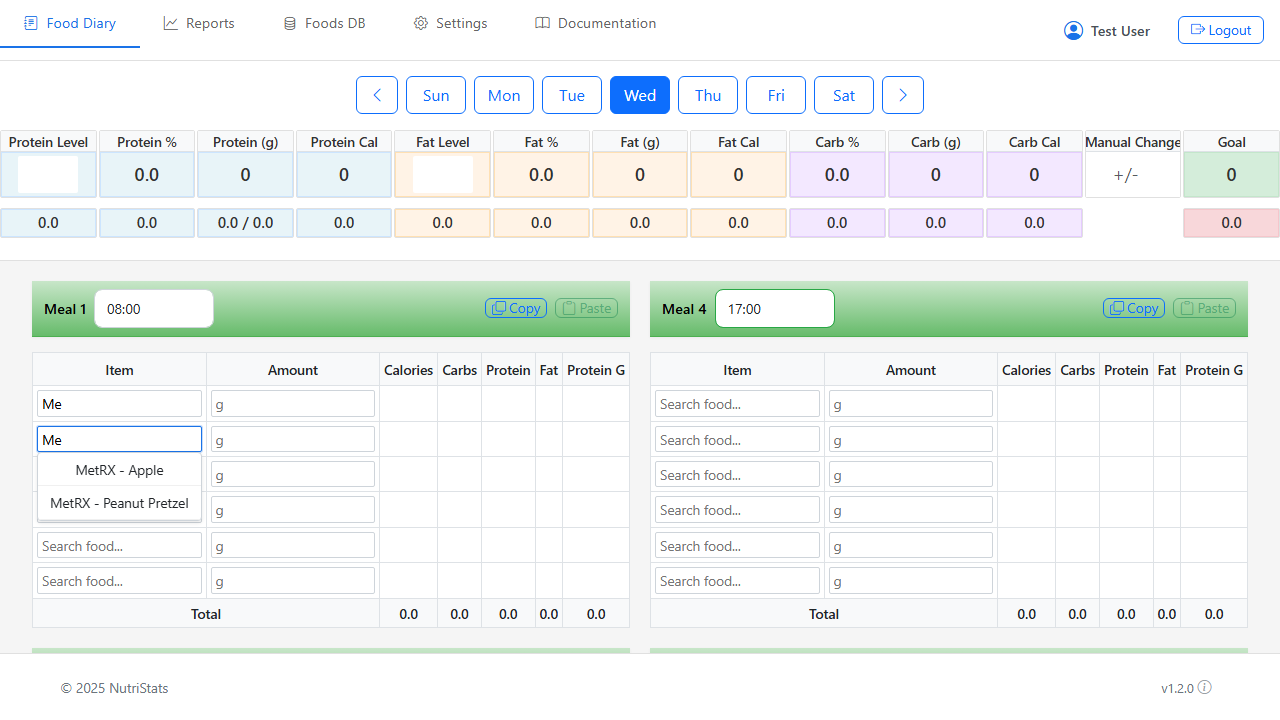 Food Diary Reports Foods DB Settings Documentation Test User Logout
Sun Mon Tue Wed Thu Fri Sat
Protein Level Protein % Protein (g) Protein Cal Fat Level Fat % Fat (g) Fat Cal Carb % Carb (g) Carb Cal Manual Change Goal
0.0 0 0 0.0 0 0 0.0 0 0 +/- 0
0.0 0.0 0.0 / 0.0 0.0 0.0 0.0 0.0 0.0 0.0 0.0 0.0 0.0
Meal 1 08:00 Copy Paste
Item Amount Calories Carbs Protein Fat Protein G
Me g
Me g
MetRX - Apple g
MetRX - Peanut Pretzel g
Search food... g
Search food... g
Total 0.0 0.0 0.0 0.0 0.0
Meal 4 17:00 Copy Paste
Item Amount Calories Carbs Protein Fat Protein G
Search food... g
Search food... g
Search food... g
Search food... g
Search food... g
Search food... g
Total 0.0 0.0 0.0 0.0 0.0
© 2025 NutriStats v1.2.0